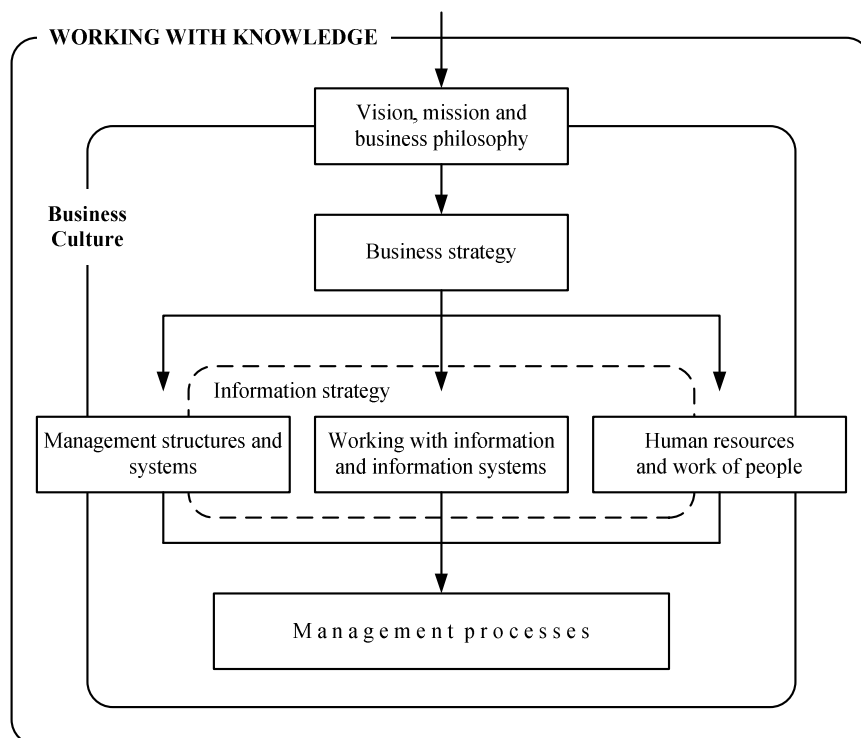 WORKING WITH KNOWLEDGE
Vision, mission and
business philosophy
Business
Culture
Business strategy
Information strategy
Management structures and
systems
Working with information
and information systems
Human resources
and work of people
Management processes